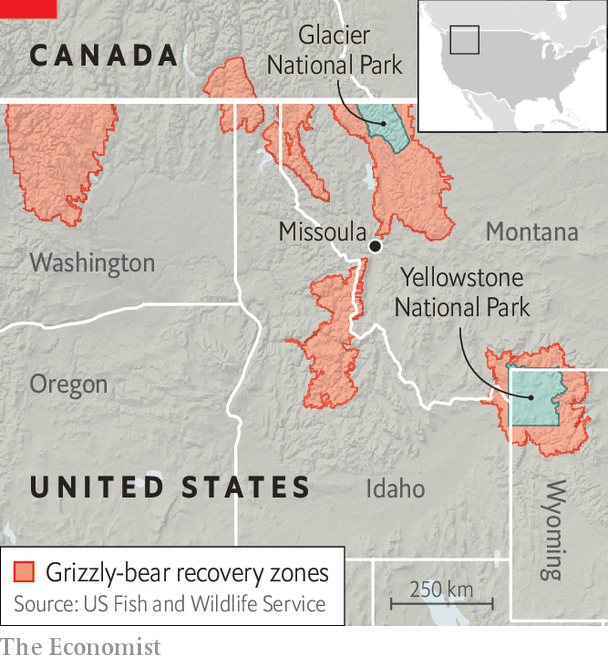 CANADA
Glacier
National Park
Missoula
Montana
Washington
Yellowstone
National Park
Oregon
UNITED STATES
Idaho
Wyoming
Grizzly-bear recovery zones
Source: US Fish and Wildlife Service
250 km
The Economist